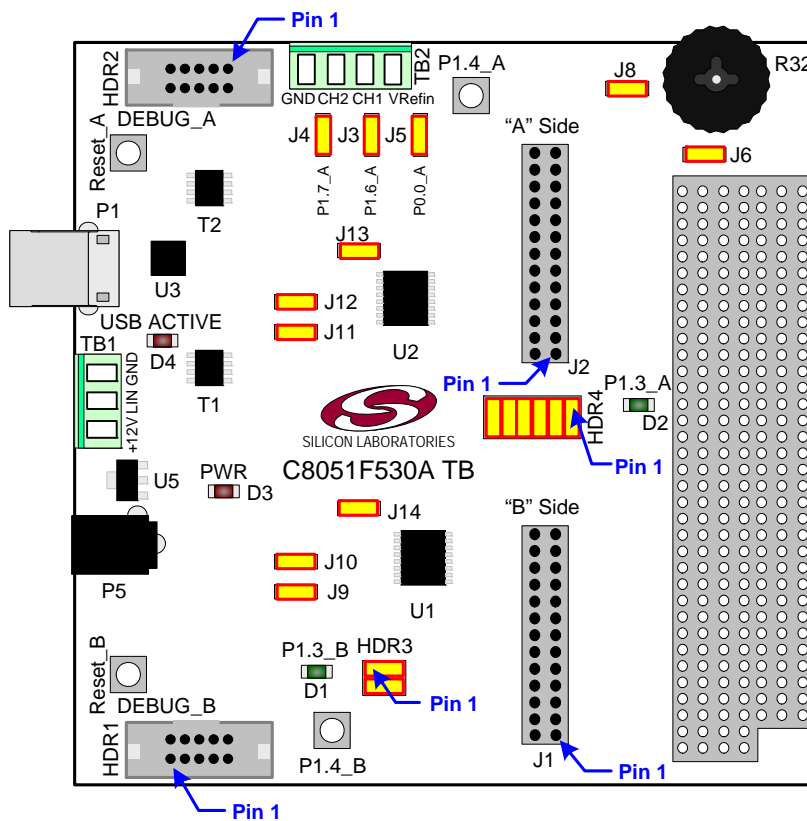 Pin 1
HDR2
DEBUG_A
TB2
GND CH2 CH1 VRefin
P1.4_A
J8
R32
Reset_A
J4
J3
J5
"A" Side
J6
P1.7_A
P1.6_A
P0.0_A
T2
P1
J13
U3
J12
J11
U2
USB ACTIVE
D4
TB1
+12V LIN GND
T1
J2
Pin 1
HDR4
P1.3_A
D2
SILICON LABORATORIES
Pin 1
C8051F530A TB
U5
PWR
D3
J14
"B" Side
P5
J10
J9
U1
Reset_B
P1.3_B
D1
HDR3
Pin 1
DEBUG_B
HDR1
P1.4_B
J1
Pin 1
Pin 1